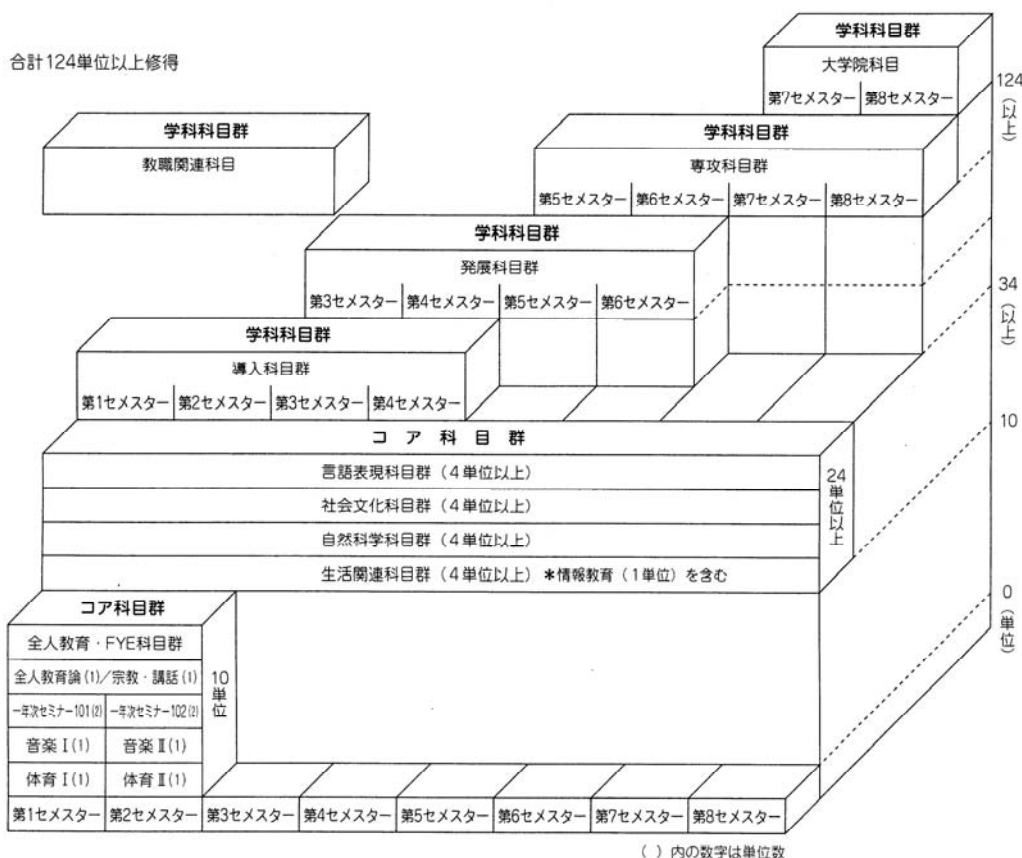 合計124単位以上修得
学科科目群
大学院科目
第7セメスター 第8セメスター
124
(以上)
学科科目群
教職関連科目
学科科目群
専攻科目群
第5セメスター 第6セメスター 第7セメスター 第8セメスター
学科科目群
発展科目群
第3セメスター 第4セメスター 第5セメスター 第6セメスター
34
(以上)
学科科目群
導入科目群
第1セメスター 第2セメスター 第3セメスター 第4セメスター
10
コア科目群
言語表現科目群(4単位以上)
社会文化科目群(4単位以上)
自然科学科目群(4単位以上)
生活関連科目群(4単位以上)*情報教育(1単位)を含む
24単位以上
0
(単位)
コア科目群
全人教育・FYE科目群
全人教育論(1)/宗教・講話(1)
一年次セミナー101(2) 一年次セミナー102(2)
音楽Ⅰ(1) 音楽Ⅱ(1)
体育Ⅰ(1) 体育Ⅱ(1)
10単位
第1セメスター 第2セメスター 第3セメスター 第4セメスター 第5セメスター 第6セメスター 第7セメスター 第8セメスター
( )内の数字は単位数